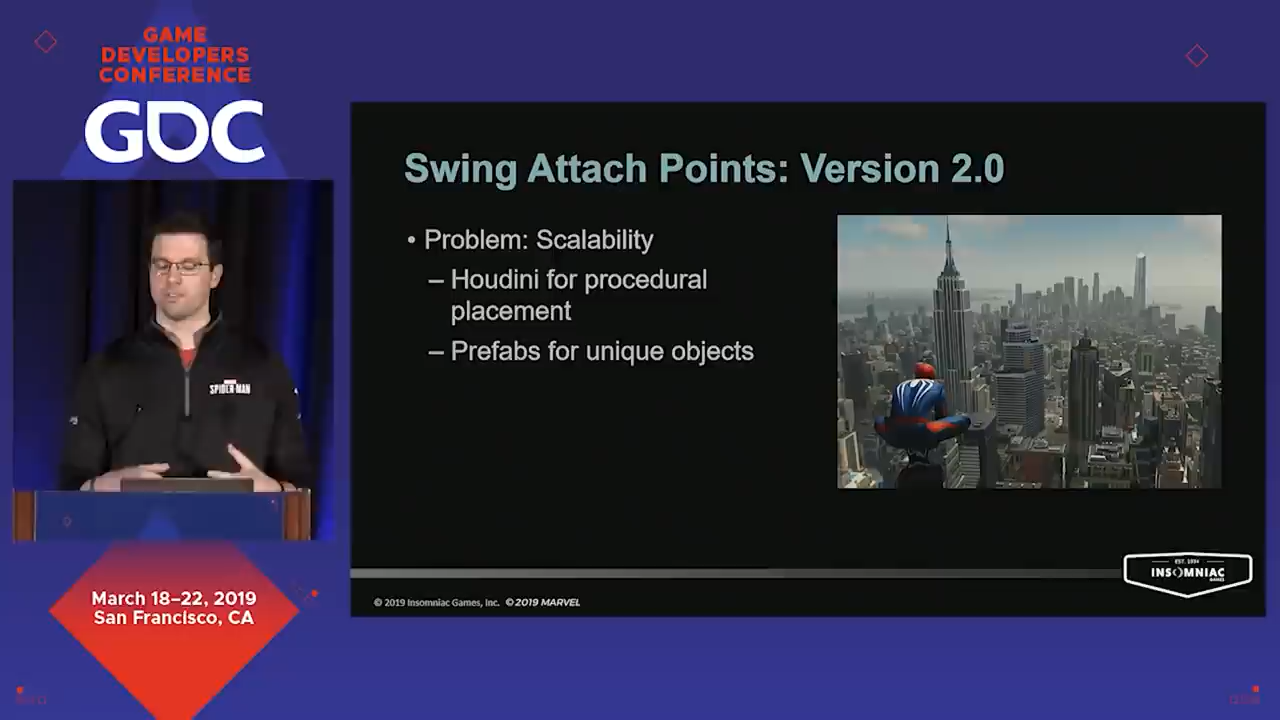 GAME
DEVELOPERS
CONFERENCE
GDC
MARVEL
SPIDER-MAN
March 18–22, 2019
San Francisco, CA
Swing Attach Points: Version 2.0
• Problem: Scalability
– Houdini for procedural
placement
– Prefabs for unique objects
EST. 1994
INSOMNIAC
GAMES
© 2019 Insomniac Games, Inc. © 2019 MARVEL